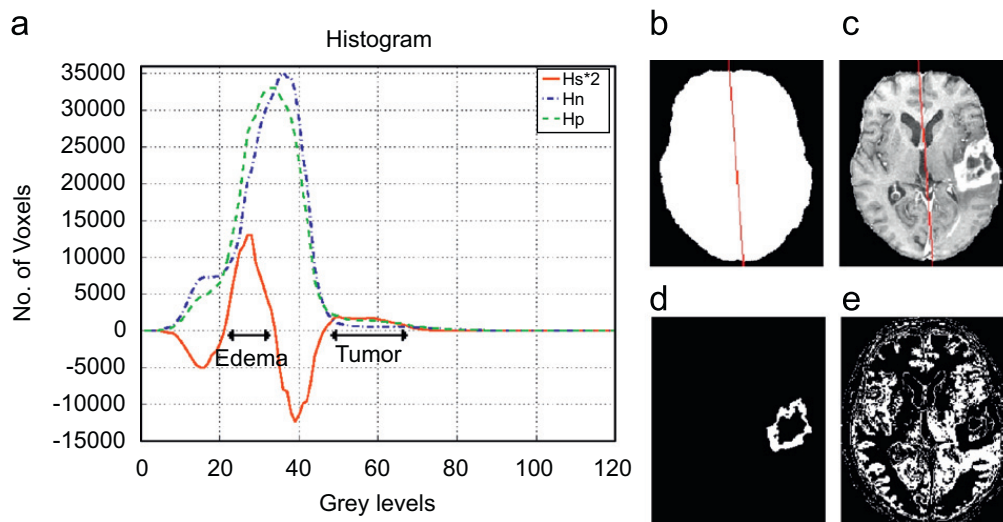 a
Histogram
35000
30000
25000
20000
15000
10000
5000
0
-5000
-10000
-15000
No. of Voxels
Hs*2
Hn
Hp
Edema
Tumor
0 20 40 60 80 100 120
Grey levels
b
c
d
e